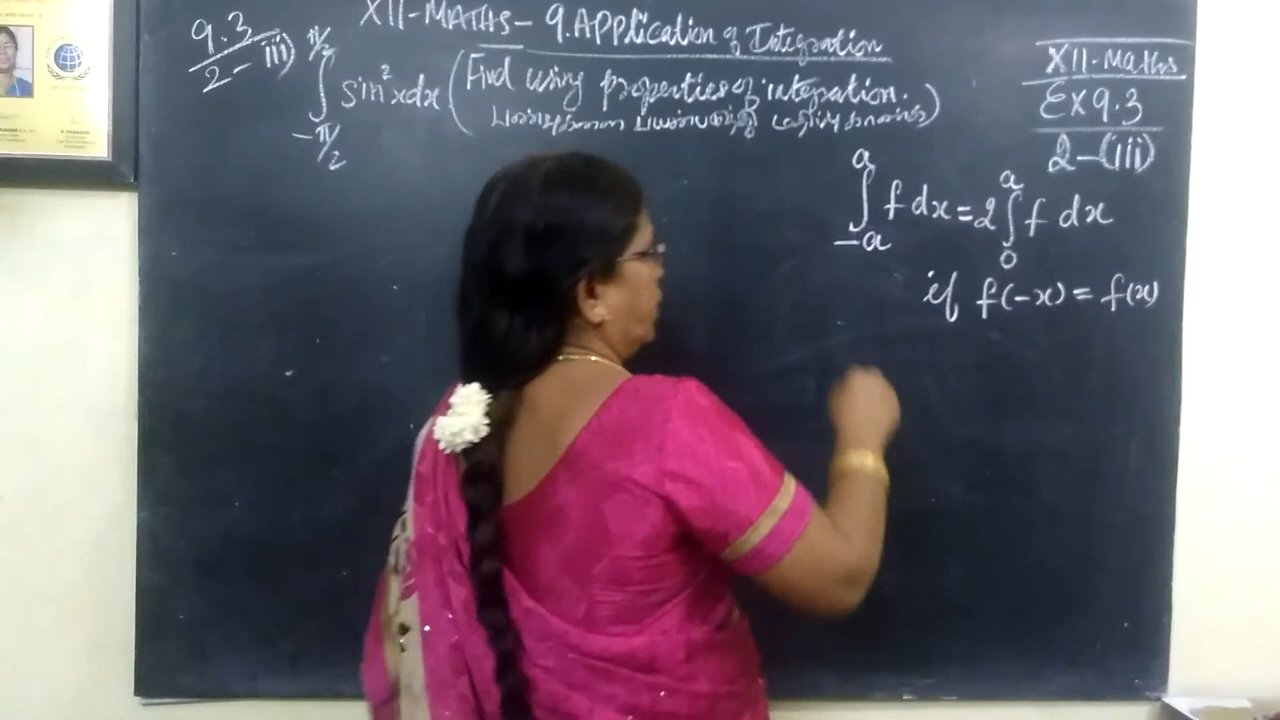 XII-MATHS- 9.Application of Integration
9.3/2-iii) ∫_{-π/2}^{π/2} sin²x dx (Find using properties of integration.
XII-Maths
EX 9.3
2-(iii)
∫_{-a}^{a} f dx = 2∫_{0}^{a} f dx
if f(-x) = f(x)